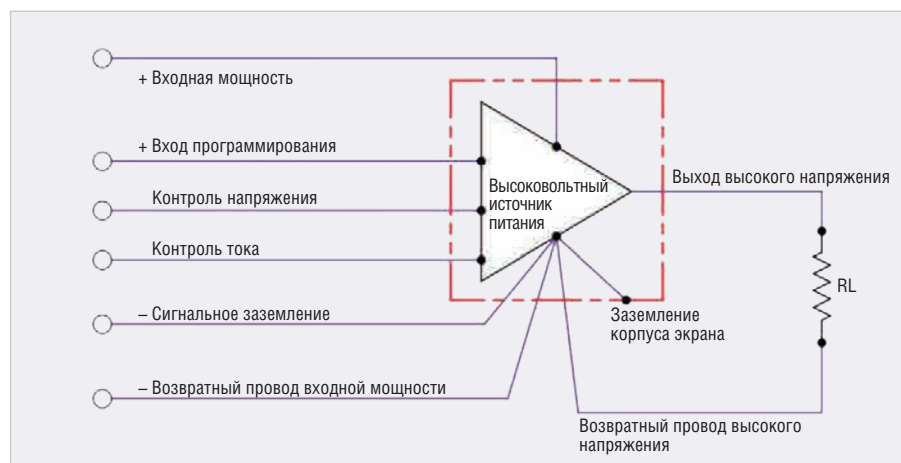 + Входная мощность
+ Вход программирования
Контроль напряжения
Контроль тока
– Сигнальное заземление
– Возвратный провод входной мощности
Высоковольтный
источник
питания
Выход высокого напряжения
RL
Заземление
корпуса экрана
Возвратный провод высокого
напряжения